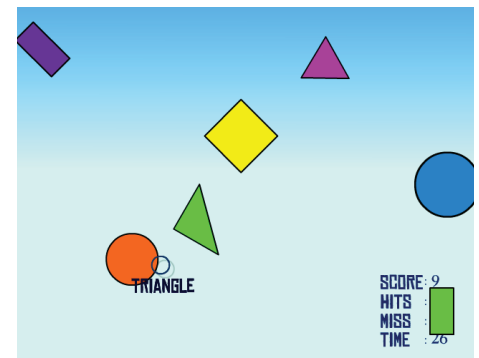 TRIANGLE
SCORE: 9
HITS :
MISS :
TIME : 26